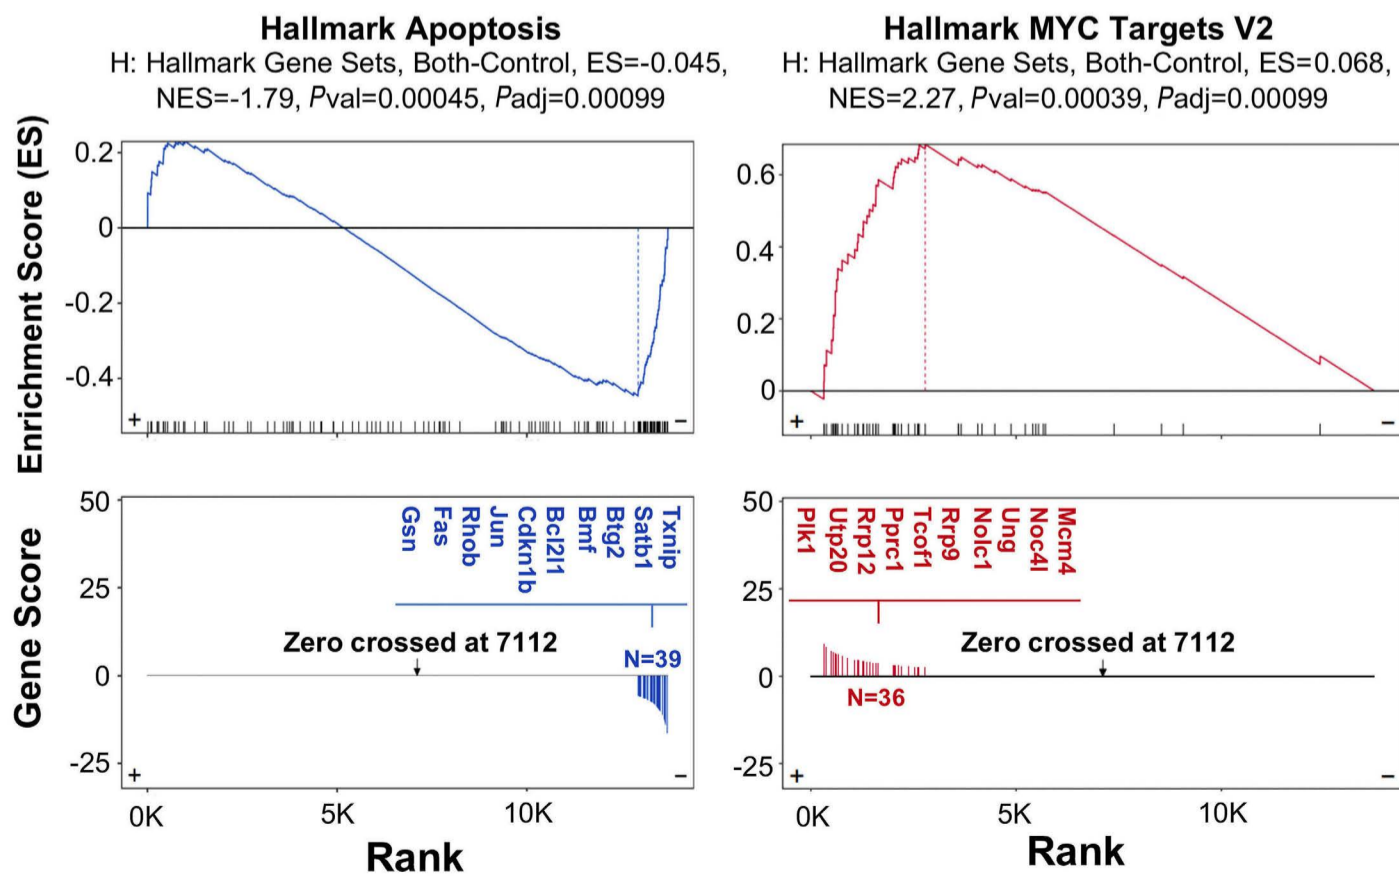 Hallmark Apoptosis
H: Hallmark Gene Sets, Both-Control, ES=-0.045,
NES=-1.79, Pval=0.00045, Padj=0.00099
Hallmark MYC Targets V2
H: Hallmark Gene Sets, Both-Control, ES=0.068,
NES=2.27, Pval=0.00039, Padj=0.00099
Enrichment Score (ES)
0.2
0
-0.2
-0.4
+
−
0.6
0.4
0.2
0
+
−
Gene Score
50
25
0
-25
Gsn
Fas
Rhob
Jun
Cdkn1b
Bcl2l1
Bmf
Btg2
Satb1
Txnip
Zero crossed at 7112
N=39
+
−
0K
5K
10K
Rank
50
25
0
-25
Plk1
Utp20
Rrp12
Pprc1
Tcof1
Rrp9
Nolc1
Ung
Noc4l
Mcm4
Zero crossed at 7112
N=36
+
−
0K
5K
10K
Rank